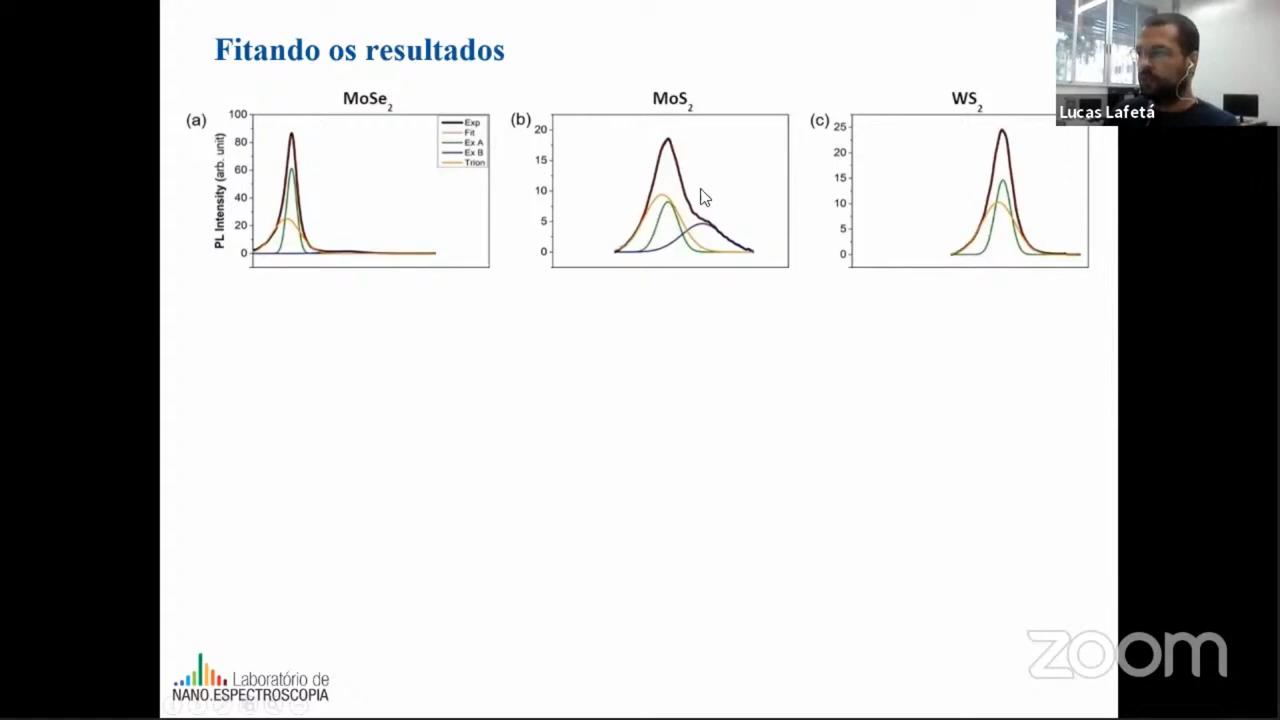 Fitando os resultados
Lucas Lafetá
MoSe2
MoS2
WS2
(a)
PL Intensity (arb. unit)
100
80
60
40
20
0
Exp
Fit
Ex A
Ex B
Trion
(b)
20
15
10
5
0
(c)
25
20
15
10
5
0
Laboratório de
NANO.ESPECTROSCOPIA
zoom